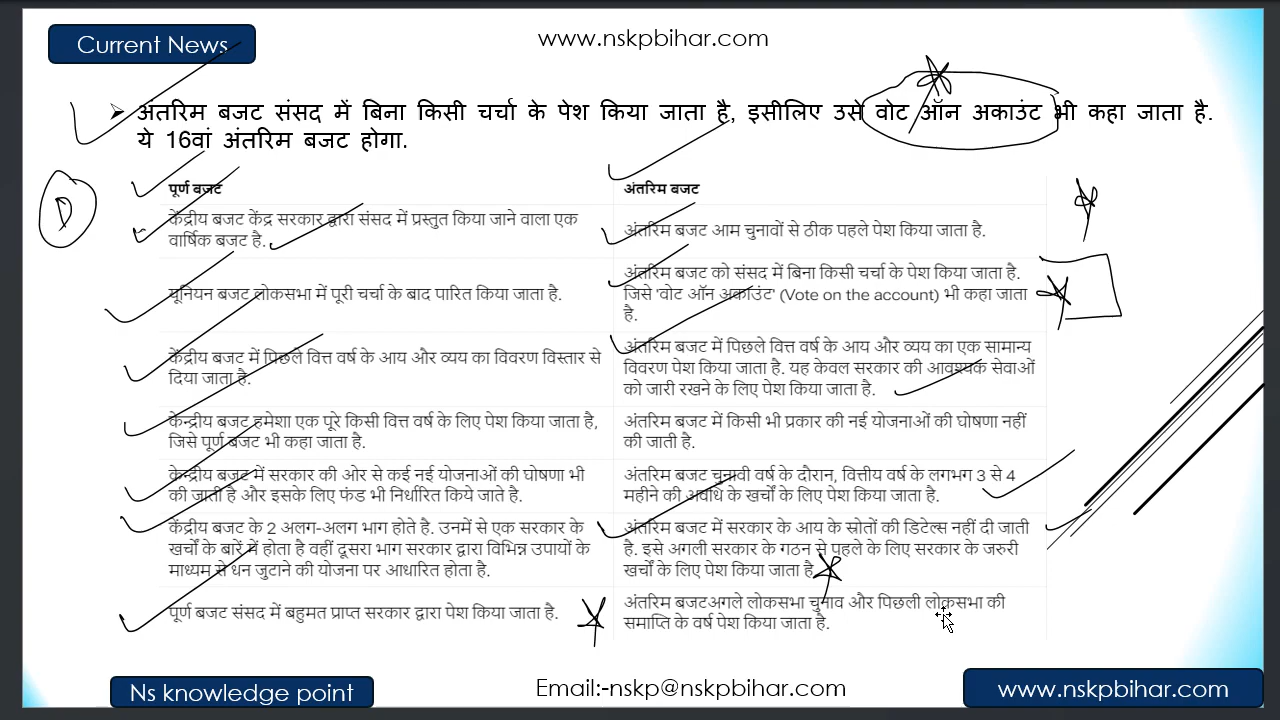 Current News
www.nskpbihar.com
अंतरिम बजट संसद में बिना किसी चर्चा के पेश किया जाता है, इसीलिए उसे वोट ऑन अकाउंट भी कहा जाता है.
ये 16वां अंतरिम बजट होगा.
D
पूर्ण बजट
अंतरिम बजट
केंद्रीय बजट केंद्र सरकार द्वारा संसद में प्रस्तुत किया जाने वाला एक
वार्षिक बजट है.
अंतरिम बजट आम चुनावों से ठीक पहले पेश किया जाता है.
यूनियन बजट लोकसभा में पूरी चर्चा के बाद पारित किया जाता है.
अंतरिम बजट को संसद में बिना किसी चर्चा के पेश किया जाता है.
जिसे 'वोट ऑन अकाउंट' (Vote on the account) भी कहा जाता
है.
केंद्रीय बजट में पिछले वित्त वर्ष के आय और व्यय का विवरण विस्तार से
दिया जाता है.
अंतरिम बजट में पिछले वित्त वर्ष के आय और व्यय का एक सामान्य
विवरण पेश किया जाता है. यह केवल सरकार की आवश्यक सेवाओं
को जारी रखने के लिए पेश किया जाता है.
केन्द्रीय बजट हमेशा एक पूरे किसी वित्त वर्ष के लिए पेश किया जाता है,
जिसे पूर्ण बजट भी कहा जाता है.
अंतरिम बजट में किसी भी प्रकार की नई योजनाओं की घोषणा नहीं
की जाती है.
केन्द्रीय बजट में सरकार की ओर से कई नई योजनाओं की घोषणा भी
की जाती है और इसके लिए फंड भी निर्धारित किये जाते है.
अंतरिम बजट चुनावी वर्ष के दौरान, वित्तीय वर्ष के लगभग 3 से 4
महीने की अवधि के खर्चों के लिए पेश किया जाता है.
केंद्रीय बजट के 2 अलग-अलग भाग होते है. उनमें से एक सरकार के
खर्चों के बारें में होता है वहीं दूसरा भाग सरकार द्वारा विभिन्न उपायों के
माध्यम से धन जुटाने की योजना पर आधारित होता है.
अंतरिम बजट में सरकार के आय के स्रोतों की डिटेल्स नहीं दी जाती
है. इसे अगली सरकार के गठन से पहले के लिए सरकार के जरुरी
खर्चों के लिए पेश किया जाता है
पूर्ण बजट संसद में बहुमत प्राप्त सरकार द्वारा पेश किया जाता है.
अंतरिम बजटअगले लोकसभा चुनाव और पिछली लोकसभा की
समाप्ति के वर्ष पेश किया जाता है.
Ns knowledge point
Email:-nskp@nskpbihar.com
www.nskpbihar.com